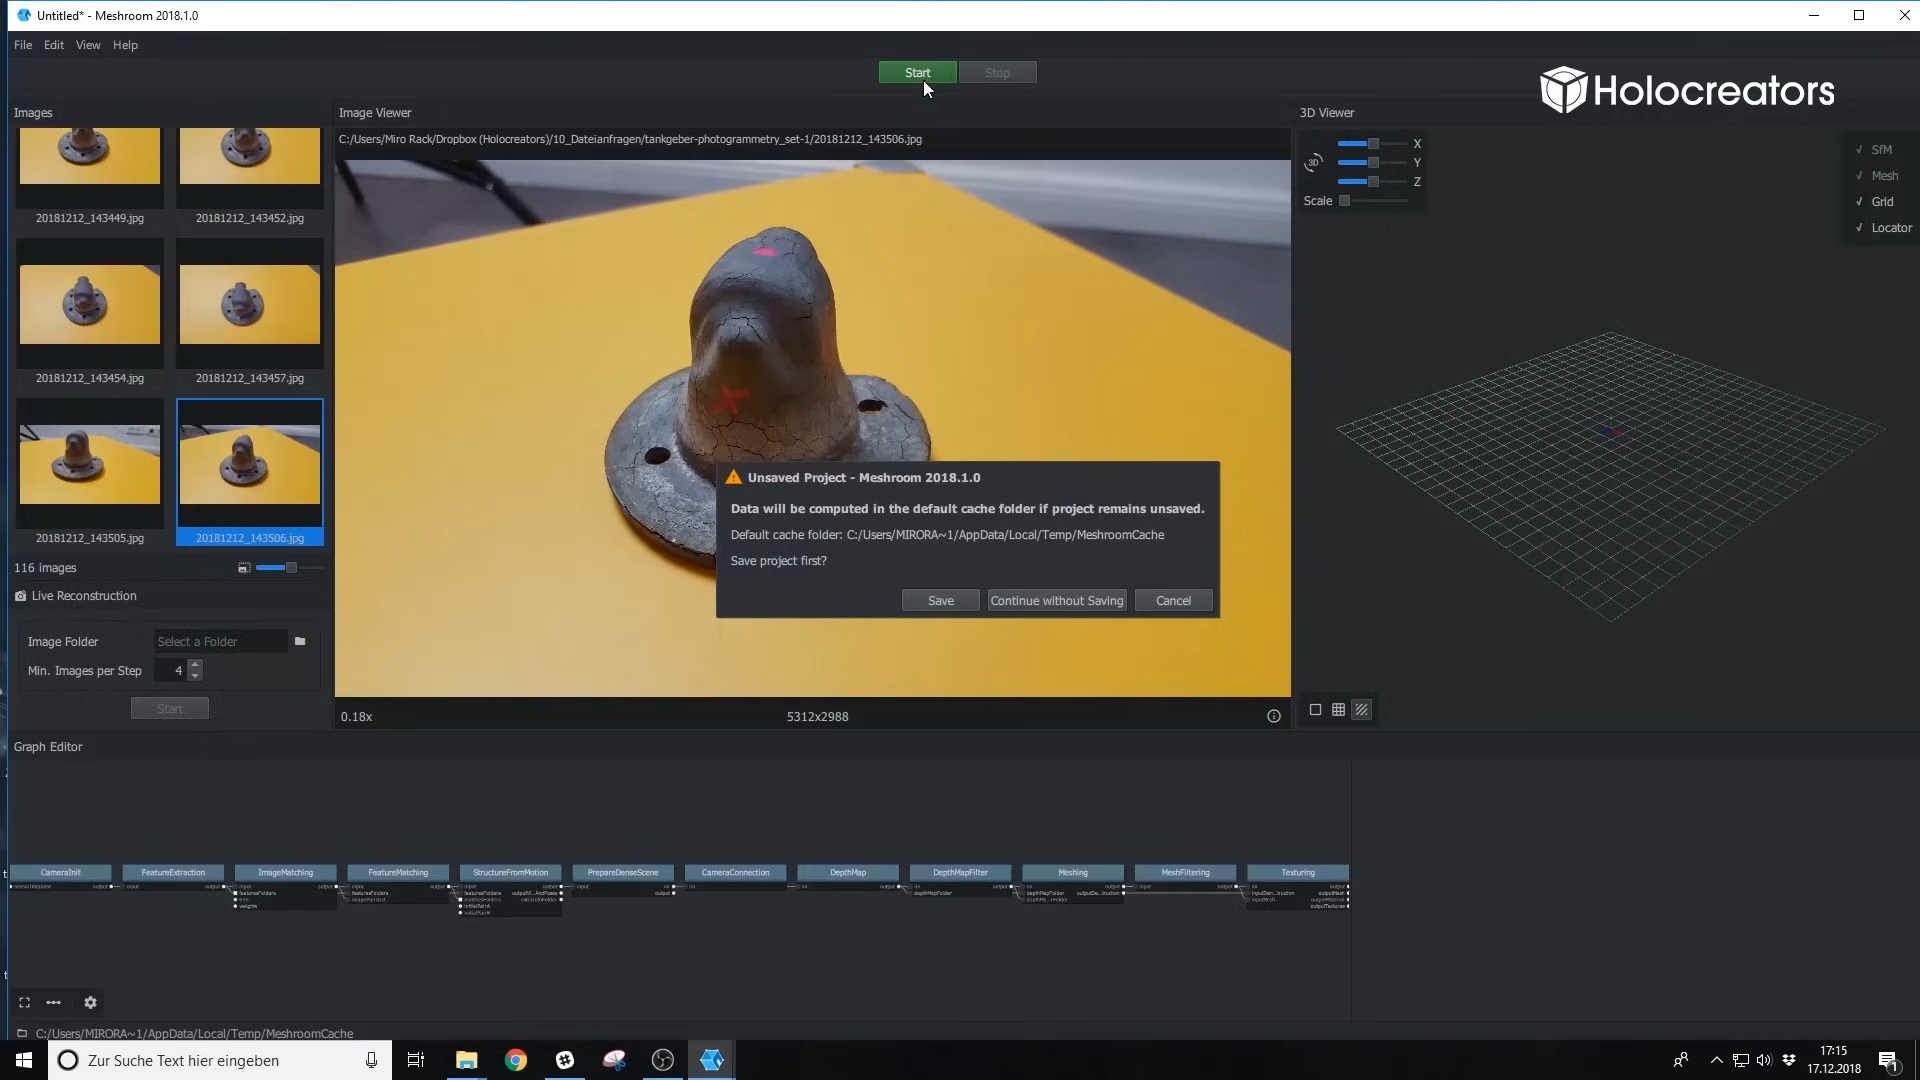 Untitled* - Meshroom 2018.1.0
File Edit View Help
Start Stop
Holocreators
Images
Image Viewer
3D Viewer
C:/Users/Miro Rack/Dropbox (Holocreators)/10_Dateianfragen/tankgeber-photogrammetry_set-1/20181212_143506.jpg
X
Y
Z
Scale
SfM
Mesh
Grid
Locator
20181212_143449.jpg 20181212_143452.jpg
20181212_143454.jpg 20181212_143457.jpg
20181212_143505.jpg 20181212_143506.jpg
Unsaved Project - Meshroom 2018.1.0
Data will be computed in the default cache folder if project remains unsaved.
Default cache folder: C:/Users/MIRORA~1/AppData/Local/Temp/MeshroomCache
Save project first?
Save Continue without Saving Cancel
116 images
Live Reconstruction
Image Folder Select a Folder
Min. Images per Step 4
Start
0.18x 5312x2988
Graph Editor
CameraInit FeatureExtraction ImageMatching FeatureMatching StructureFromMotion PrepareDenseScene CameraConnection DepthMap DepthMapFilter Meshing MeshFiltering Texturing
C:/Users/MIRORA~1/AppData/Local/Temp/MeshroomCache
Zur Suche Text hier eingeben
17:15
17.12.2018
1